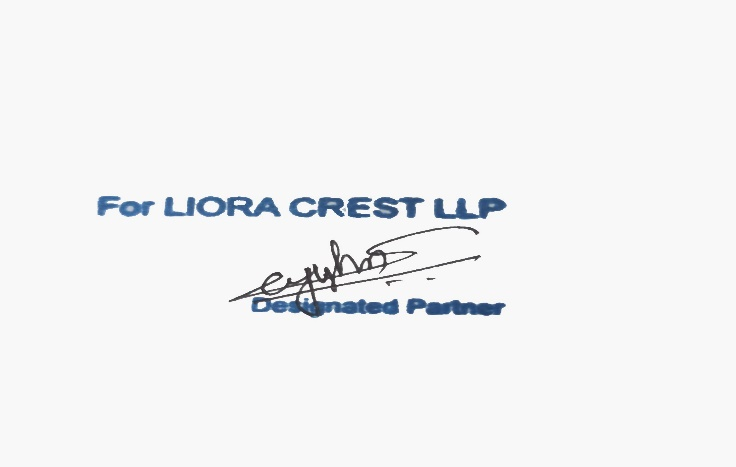 For LIORA CREST LLP
Designated Partner